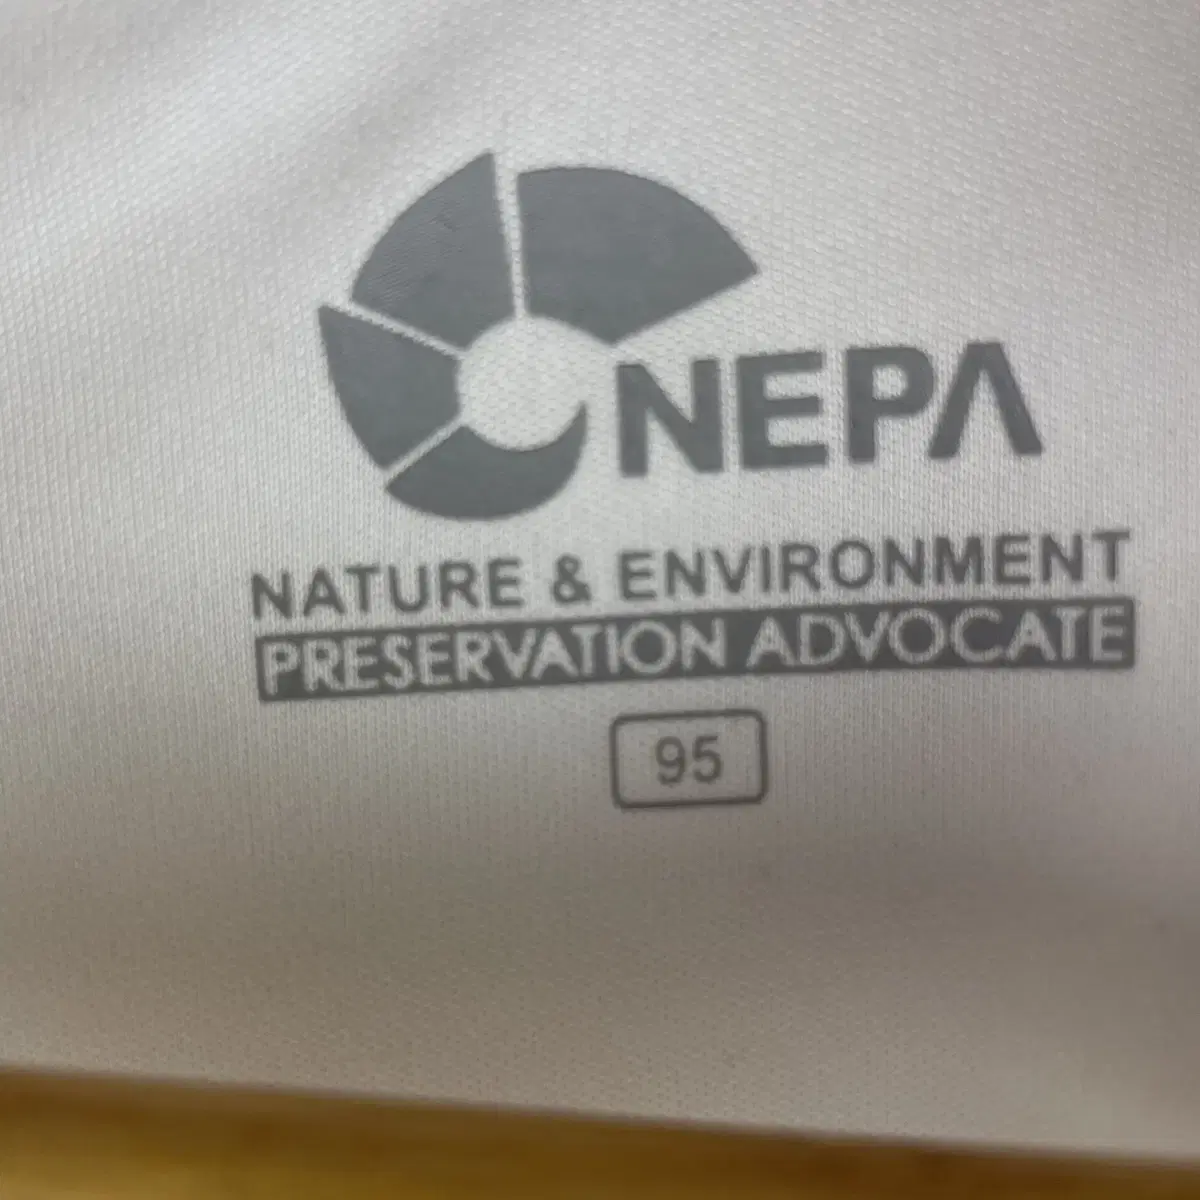 NEPA
NATURE & ENVIRONMENT
PRESERVATION ADVOCATE
95